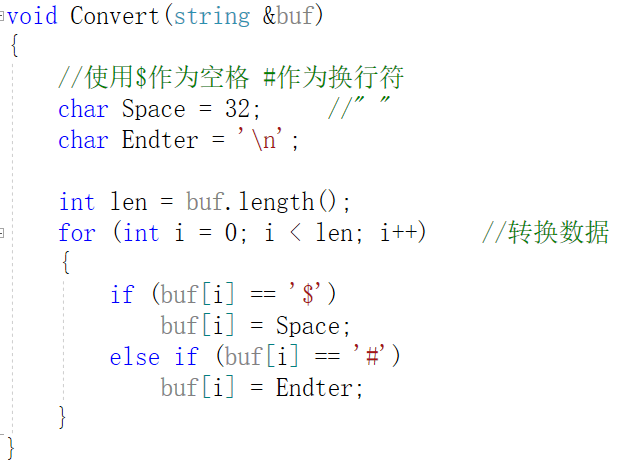 void Convert(string &buf)
{
//使用$作为空格 #作为换行符
char Space = 32; //" "
char Endter = '\n';
int len = buf.length();
for (int i = 0; i < len; i++) //转换数据
{
if (buf[i] == '$')
buf[i] = Space;
else if (buf[i] == '#')
buf[i] = Endter;
}
}